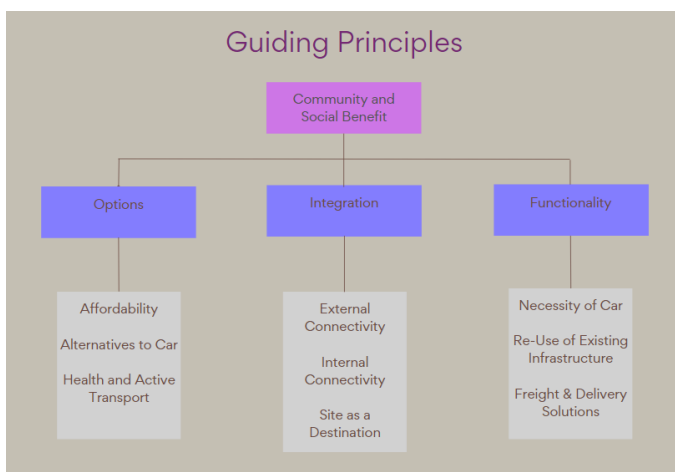 Guiding Principles
Community and
Social Benefit
Options
Integration
Functionality
Affordability
Alternatives to Car
Health and Active
Transport
External
Connectivity
Internal
Connectivity
Site as a
Destination
Necessity of Car
Re-Use of Existing
Infrastructure
Freight & Delivery
Solutions